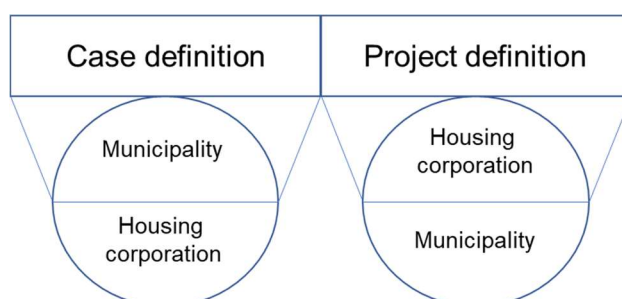 Case definition
Project definition
Municipality
Housing
corporation
Housing
corporation
Municipality